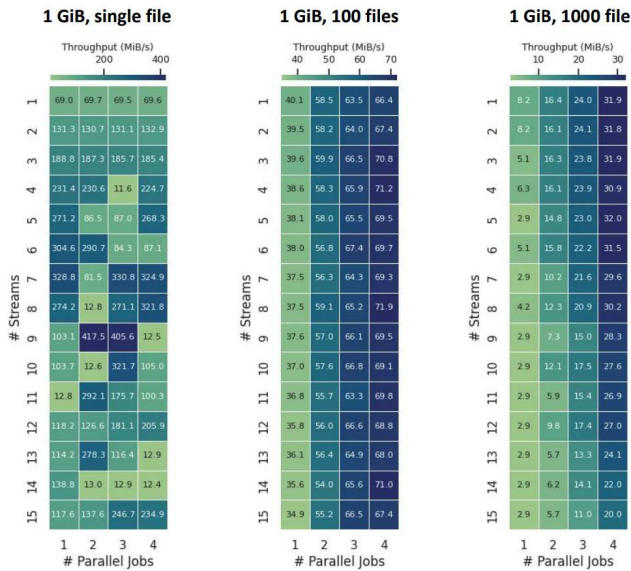 1 GiB, single file
Throughput (MiB/s)
200 400
1 69.0 69.7 69.5 69.6
2 131.3 130.7 131.1 132.9
3 188.8 187.3 185.7 185.4
4 231.4 230.6 11.6 224.7
5 271.2 86.5 87.0 268.3
6 304.6 290.7 84.3 87.1
7 328.8 81.5 330.8 324.9
8 274.2 12.8 271.1 321.8
9 103.1 417.5 405.6 12.5
10 103.7 12.6 321.7 105.0
11 12.8 292.1 175.7 100.3
12 118.2 126.6 181.1 205.9
13 114.2 278.3 116.4 12.9
14 138.8 13.0 12.9 12.4
15 117.6 137.6 246.7 234.9
# Streams
1 2 3 4
# Parallel Jobs
1 GiB, 100 files
Throughput (MiB/s)
40 50 60 70
1 40.1 58.5 63.5 66.4
2 39.5 58.2 64.0 67.4
3 39.6 59.9 66.5 70.8
4 38.6 58.3 65.9 71.2
5 38.1 58.0 65.5 69.5
6 38.0 56.8 67.4 69.7
7 37.5 56.3 64.3 69.3
8 37.5 59.1 65.2 71.9
9 37.6 57.0 66.1 69.5
10 37.0 57.6 66.8 69.1
11 36.8 55.7 63.3 69.8
12 35.8 56.0 66.6 68.8
13 36.1 56.4 64.9 68.0
14 35.6 54.0 65.6 71.0
15 34.9 55.2 66.5 67.4
# Streams
1 2 3 4
# Parallel Jobs
1 GiB, 1000 file
Throughput (MiB/s)
10 20 30
1 8.2 16.4 24.0 31.9
2 8.2 16.1 24.1 31.8
3 5.1 16.3 23.8 31.9
4 6.3 16.1 23.9 30.9
5 2.9 14.8 23.0 32.0
6 5.1 15.8 22.2 31.5
7 2.9 10.2 21.6 29.6
8 4.2 12.3 20.9 30.2
9 2.9 7.3 15.0 28.3
10 2.9 12.1 17.5 27.6
11 2.9 5.9 15.4 26.9
12 2.9 9.8 17.4 27.0
13 2.9 5.7 13.3 24.1
14 2.9 6.2 14.1 22.0
15 2.9 5.7 11.0 20.0
# Streams
1 2 3 4
# Parallel Jobs